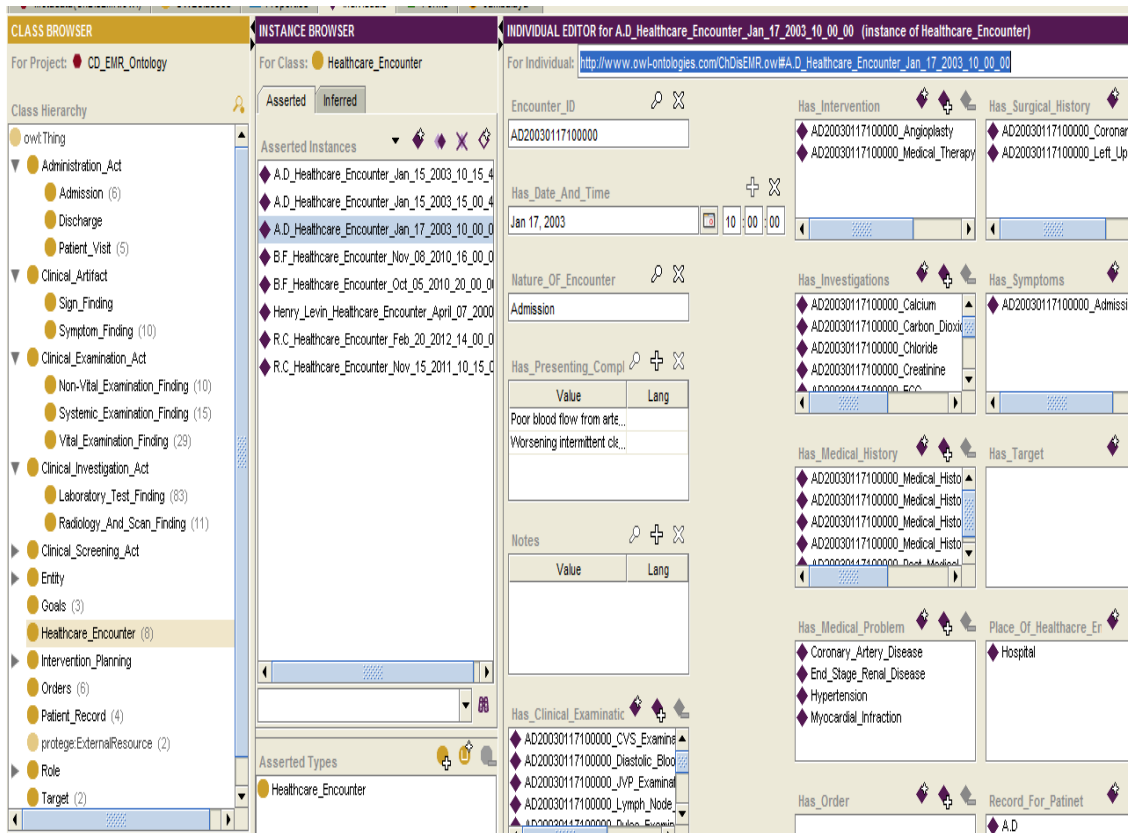 CLASS BROWSER
For Project: CD_EMR_Ontology
Class Hierarchy
owl:Thing
Administration_Act
Admission (6)
Discharge
Patient_Visit (5)
Clinical_Artifact
Sign_Finding
Symptom_Finding (10)
Clinical_Examination_Act
Non-Vital_Examination_Finding (10)
Systemic_Examination_Finding (15)
Vital_Examination_Finding (29)
Clinical_Investigation_Act
Laboratory_Test_Finding (83)
Radiology_And_Scan_Finding (11)
Clinical_Screening_Act
Entity
Goals (3)
Healthcare_Encounter (8)
Intervention_Planning
Orders (6)
Patient_Record (4)
protege:ExternalResource (2)
Role
Target (2)
INSTANCE BROWSER
For Class: Healthcare_Encounter
Asserted Inferred
Asserted Instances
A.D_Healthcare_Encounter_Jan_15_2003_10_15_4
A.D_Healthcare_Encounter_Jan_15_2003_15_00_4
A.D_Healthcare_Encounter_Jan_17_2003_10_00_0
B.F_Healthcare_Encounter_Nov_08_2010_16_00_0
B.F_Healthcare_Encounter_Oct_05_2010_20_00_0
Henry_Levin_Healthcare_Encounter_April_07_2000
R.C_Healthcare_Encounter_Feb_20_2012_14_00_0
R.C_Healthcare_Encounter_Nov_15_2011_10_15_0
Asserted Types
Healthcare_Encounter
INDIVIDUAL EDITOR for A.D_Healthcare_Encounter_Jan_17_2003_10_00_00 (instance of Healthcare_Encounter)
For Individual: http://www.owl-ontologies.com/ChDisEMR.owl#A.D_Healthcare_Encounter_Jan_17_2003_10_00_00
Encounter_ID
AD20030117100000
Has_Date_And_Time
Jan 17, 2003 10 :00 :00
Nature_OF_Encounter
Admission
Has_Presenting_Compl
Value Lang
Poor blood flow from arte...
Worsening intermittent cla...
Notes
Value Lang
Has_Clinical_Examinatic
AD20030117100000_CVS_Examina
AD20030117100000_Diastolic_Bloo
AD20030117100000_JVP_Examinat
AD20030117100000_Lymph_Node_
AD20030117100000_Pulse_Examin
Has_Intervention
AD20030117100000_Angioplasty
AD20030117100000_Medical_Therapy
Has_Investigations
AD20030117100000_Calcium
AD20030117100000_Carbon_Dioxid
AD20030117100000_Chloride
AD20030117100000_Creatinine
AD20030117100000_ECG
Has_Medical_History
AD20030117100000_Medical_Histo
AD20030117100000_Medical_Histo
AD20030117100000_Medical_Histo
AD20030117100000_Medical_Histo
AD20030117100000_Past_Medical
Has_Medical_Problem
Coronary_Artery_Disease
End_Stage_Renal_Disease
Hypertension
Myocardial_Infraction
Has_Order
Has_Surgical_History
AD20030117100000_Coronar
AD20030117100000_Left_Up
Has_Symptoms
AD20030117100000_Admissi
Has_Target
Place_Of_Healthacre_Er
Hospital
Record_For_Patinet
A.D